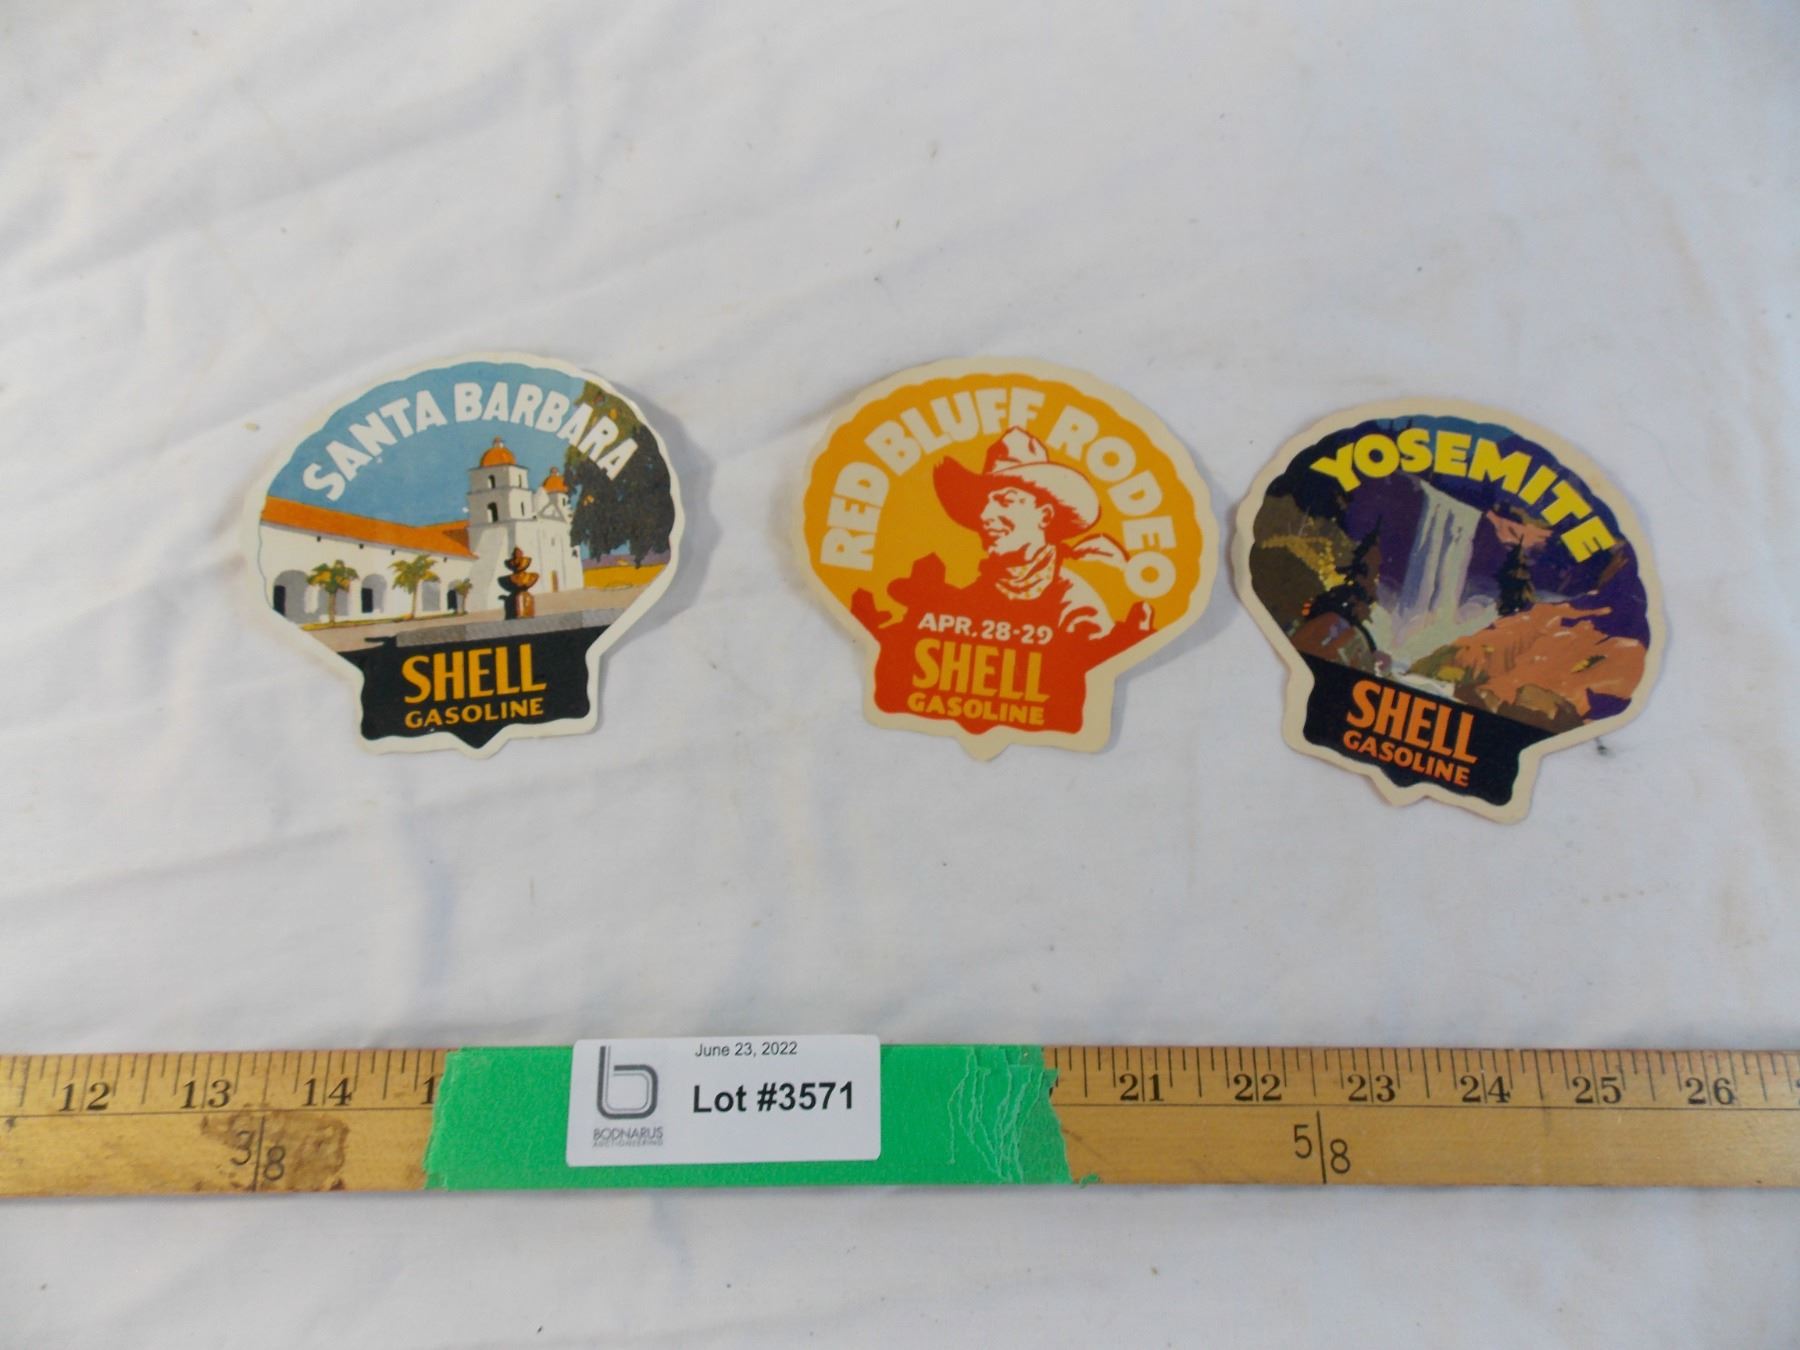 SANTA BARBARA
SHELL
GASOLINE
RED BLUFF RODEO
APR. 28-29
SHELL
GASOLINE
YOSEMITE
SHELL
GASOLINE
June 23, 2022
Lot #3571
BODNARUS
AUCTIONEERING
12 13 14 21 22 23 24 25 26
3/8 5/8